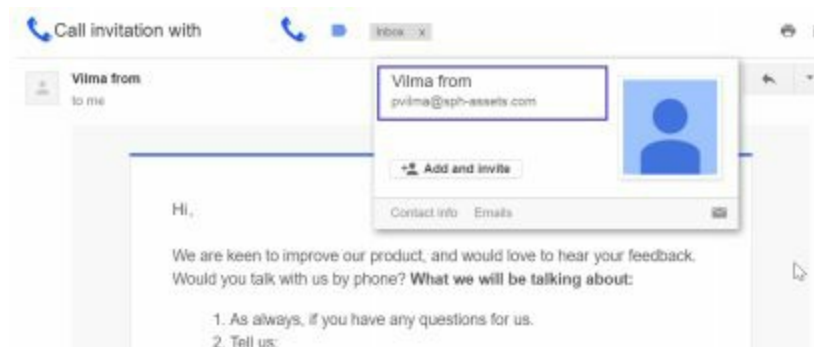 Call invitation with
Inbox x
Vilma from
to me
Vilma from
pvilma@sph-assets.com
Add and invite
Contact info Emails
Hi,
We are keen to improve our product, and would love to hear your feedback.
Would you talk with us by phone? What we will be talking about:
1. As always, if you have any questions for us.
2. Tell us: